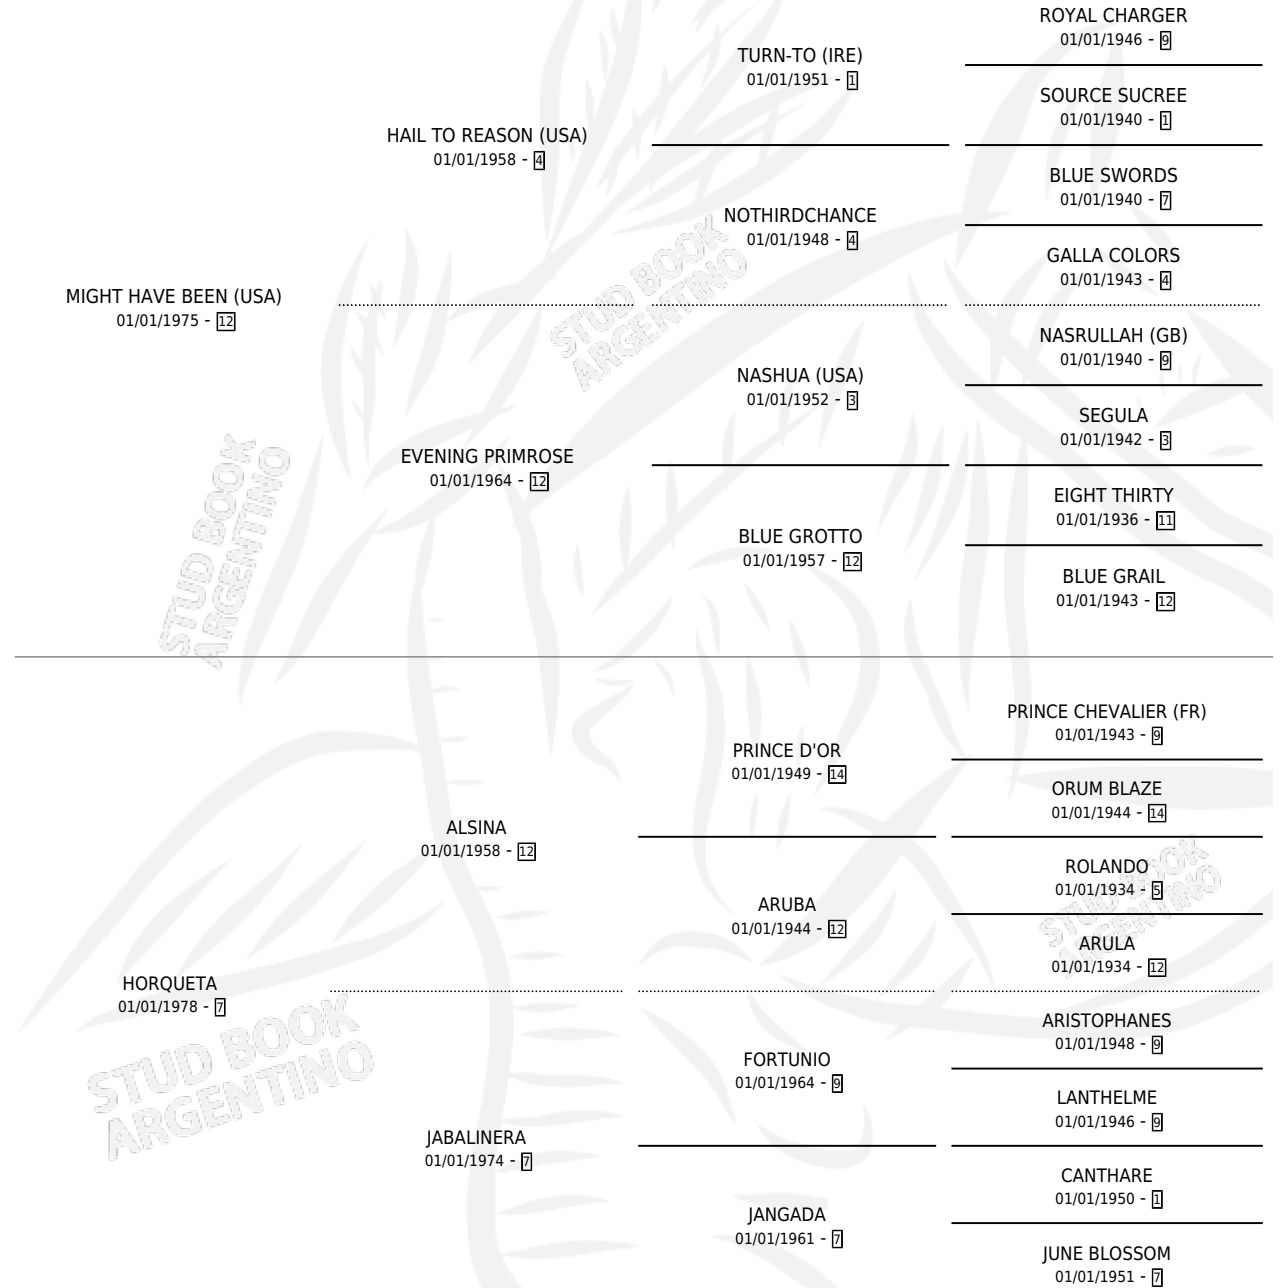 ROYAL CHARGER
01/01/1946 - 9
TURN-TO (IRE)
01/01/1951 - 1
SOURCE SUCREE
01/01/1940 - 1
HAIL TO REASON (USA)
01/01/1958 - 4
BLUE SWORDS
01/01/1940 - 7
NOTHIRDCHANCE
01/01/1948 - 4
GALLA COLORS
01/01/1943 - 4
MIGHT HAVE BEEN (USA)
01/01/1975 - 12
NASRULLAH (GB)
01/01/1940 - 9
NASHUA (USA)
01/01/1952 - 3
SEGULA
01/01/1942 - 3
EVENING PRIMROSE
01/01/1964 - 12
EIGHT THIRTY
01/01/1936 - 11
BLUE GROTTO
01/01/1957 - 12
BLUE GRAIL
01/01/1943 - 12
PRINCE CHEVALIER (FR)
01/01/1943 - 9
PRINCE D'OR
01/01/1949 - 14
ORUM BLAZE
01/01/1944 - 14
ALSINA
01/01/1958 - 12
ROLANDO
01/01/1934 - 5
ARUBA
01/01/1944 - 12
ARULA
01/01/1934 - 12
HORQUETA
01/01/1978 - 7
ARISTOPHANES
01/01/1948 - 9
FORTUNIO
01/01/1964 - 9
LANTHELME
01/01/1946 - 9
JABALINERA
01/01/1974 - 7
CANTHARE
01/01/1950 - 1
JANGADA
01/01/1961 - 7
JUNE BLOSSOM
01/01/1951 - 7
STUD BOOK
ARGENTINO
STUD BOOK
ARGENTINO
STUD BOOK
ARGENTINO
STUD BOOK
ARGENTINO